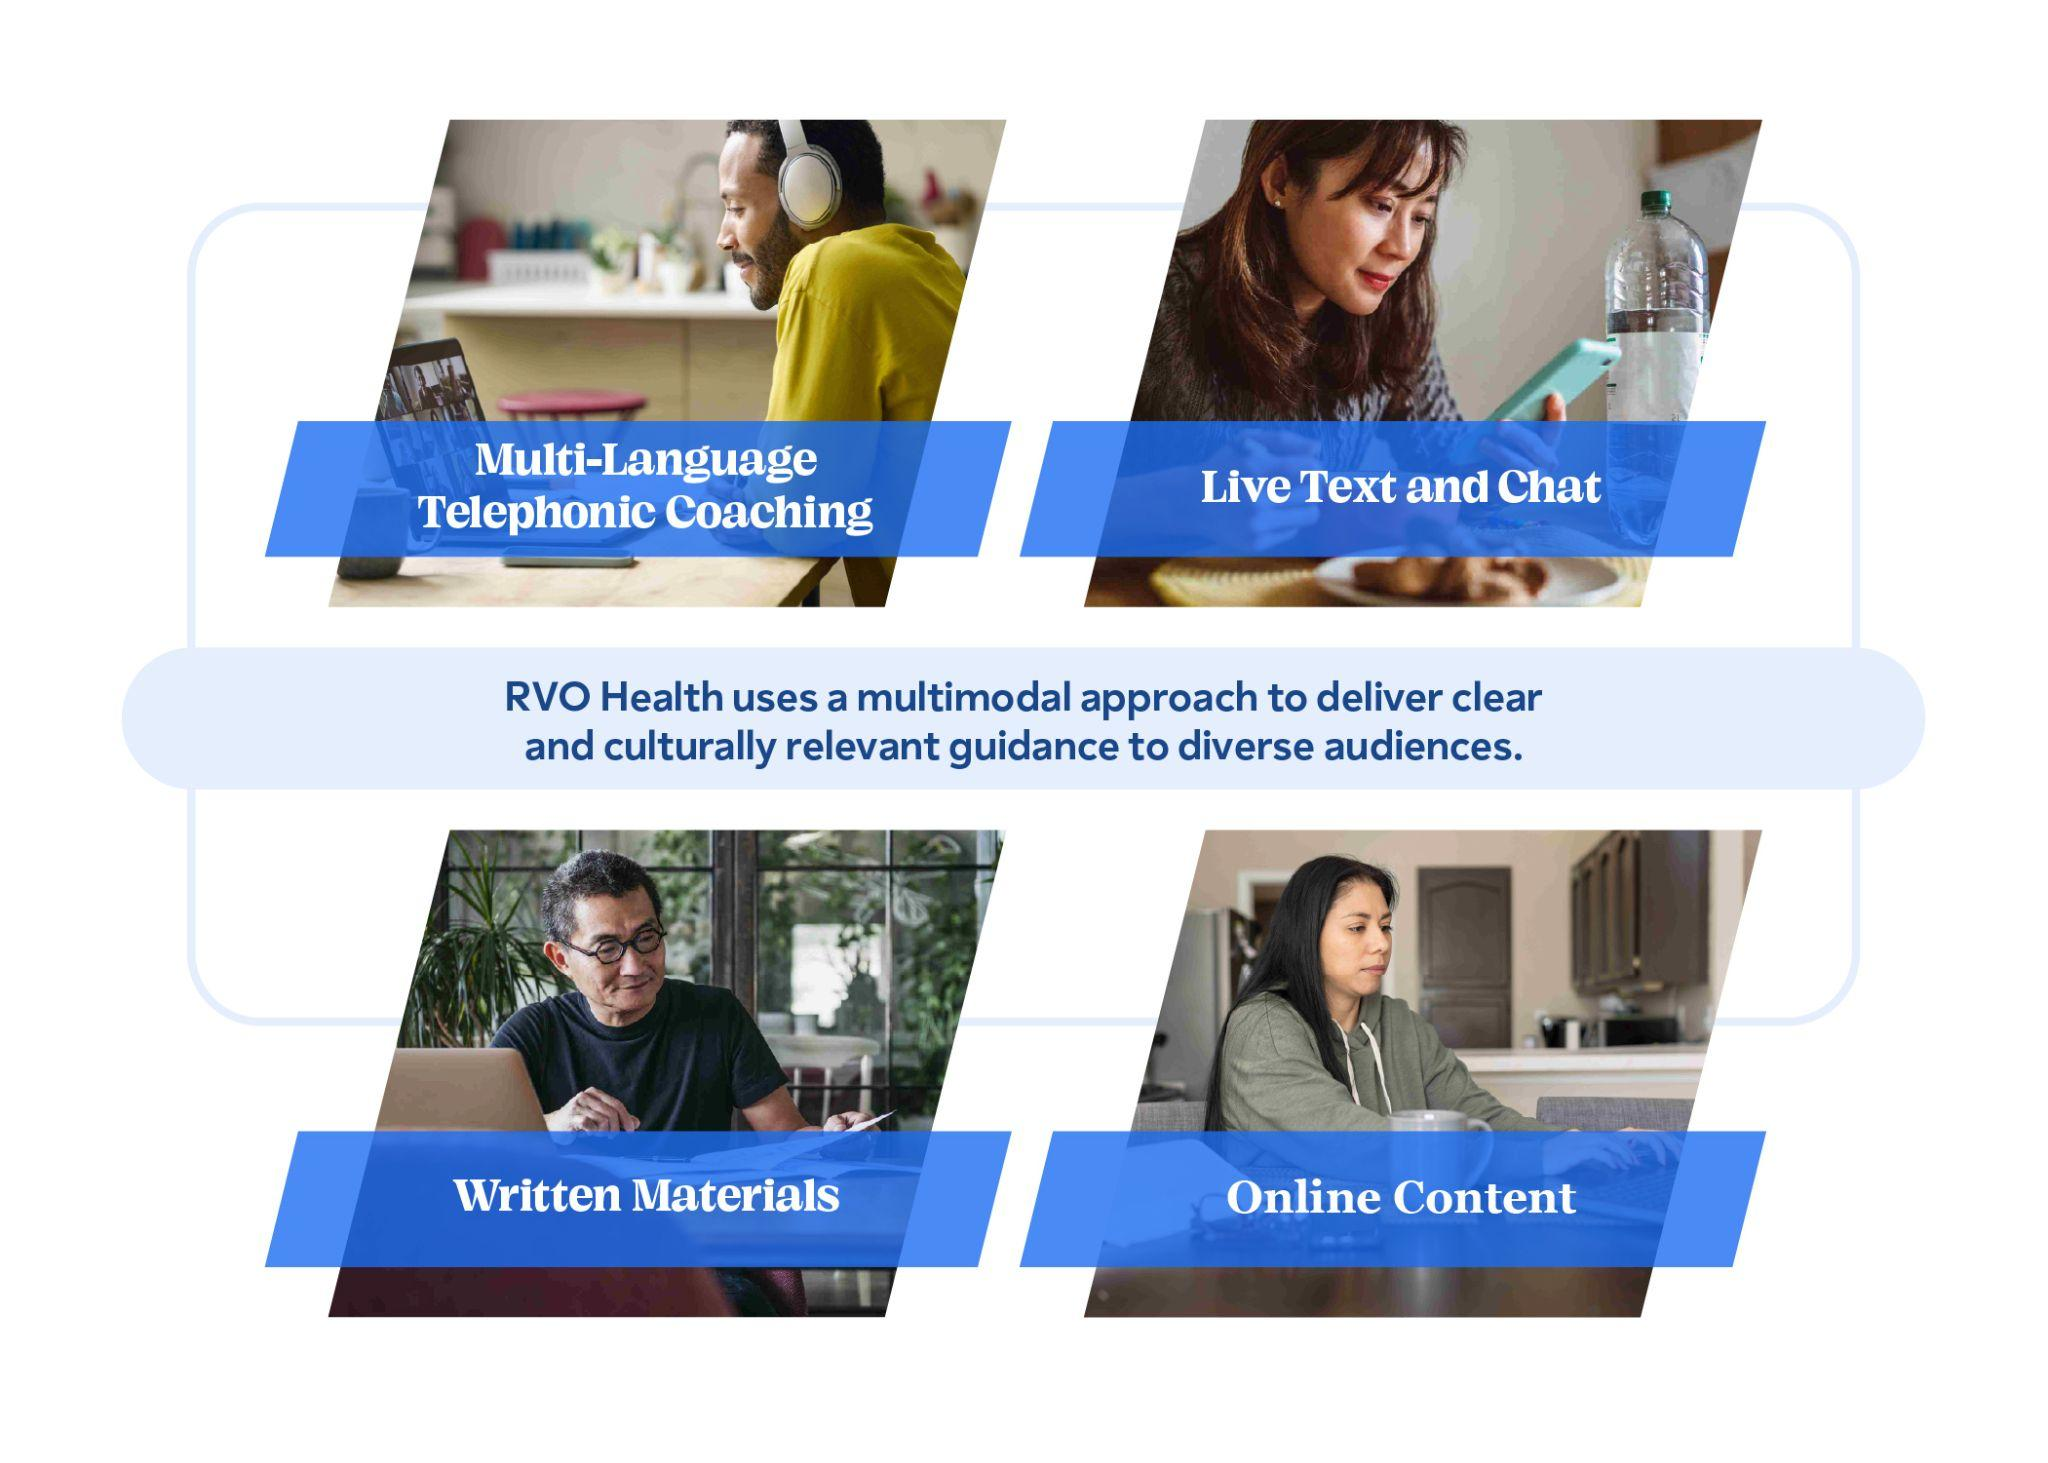 Multi-Language
Telephonic Coaching
Live Text and Chat
RVO Health uses a multimodal approach to deliver clear
and culturally relevant guidance to diverse audiences.
Written Materials
Online Content